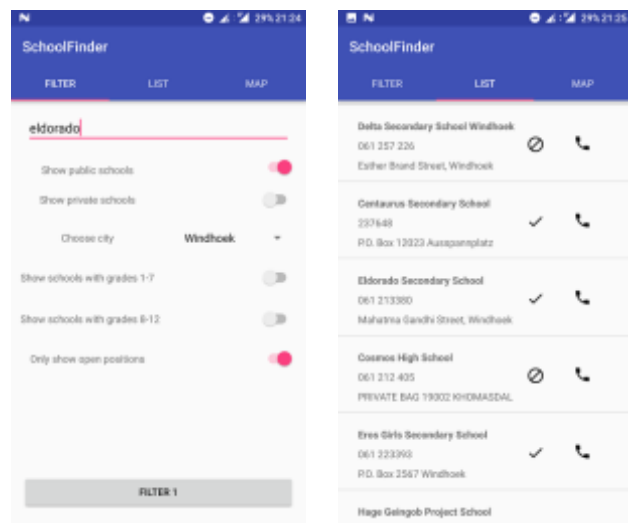 29% 21:24
SchoolFinder
FILTER LIST MAP
eldorado
Show public schools
Show private schools
Choose city Windhoek
Show schools with grades 1-7
Show schools with grades 8-12
Only show open positions
FILTER 1
29% 21:25
SchoolFinder
FILTER LIST MAP
Delta Secondary School Windhoek
061 257 226
Esther Brand Street, Windhoek
Centaurus Secondary School
237648
P.O. Box 12023 Ausspannplatz
Eldorado Secondary School
061 213380
Mahatma Gandhi Street, Windhoek
Cosmos High School
061 212 405
PRIVATE BAG 19002 KHOMASDAL
Eros Girls Secondary School
061 223393
P.O. Box 2567 Windhoek
Hage Geingob Project School